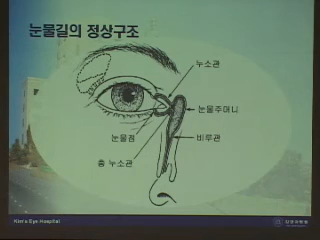 눈물길의 정상구조
누소관
눈물주머니
눈물점
비루관
총 누소관
Kim's Eye Hospital